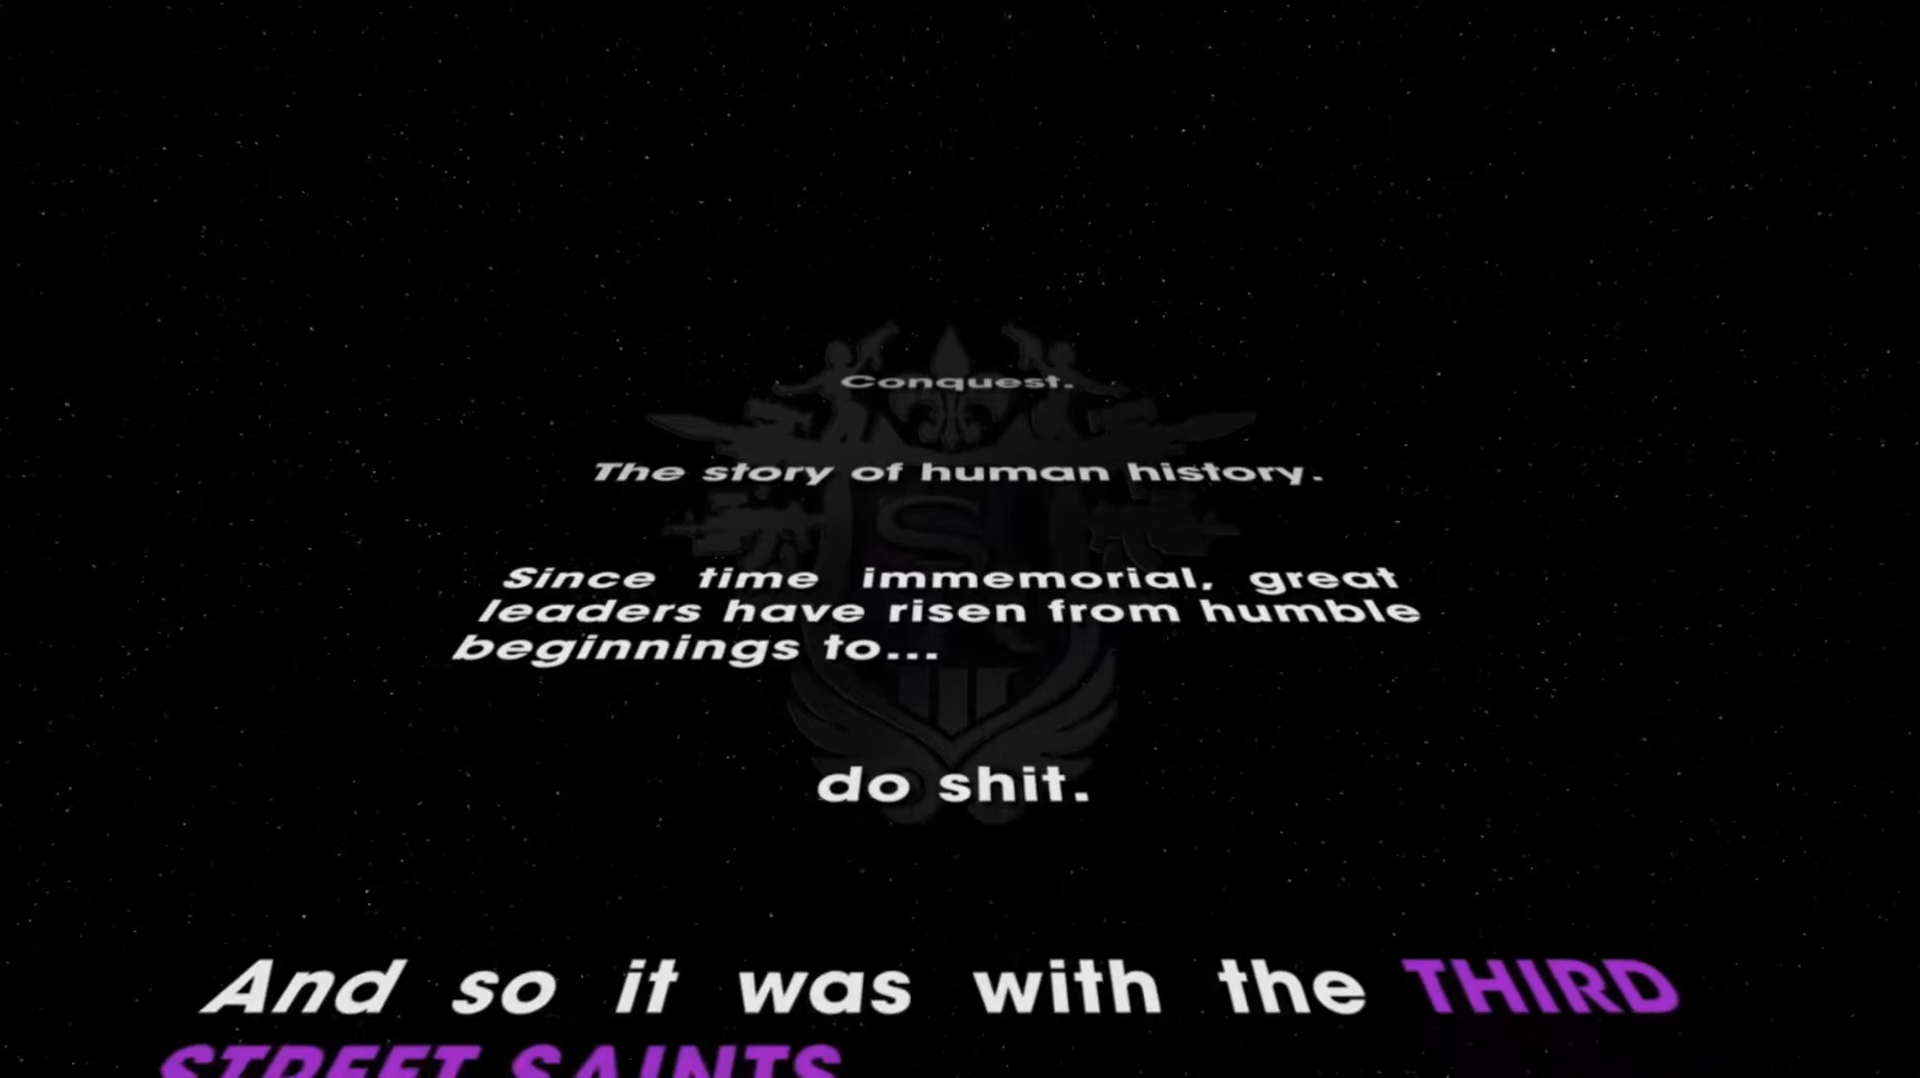 Conquest.
The story of human history.
Since time immemorial, great
leaders have risen from humble
beginnings to...
do shit.
And so it was with the THIRD
STREET SAINTS